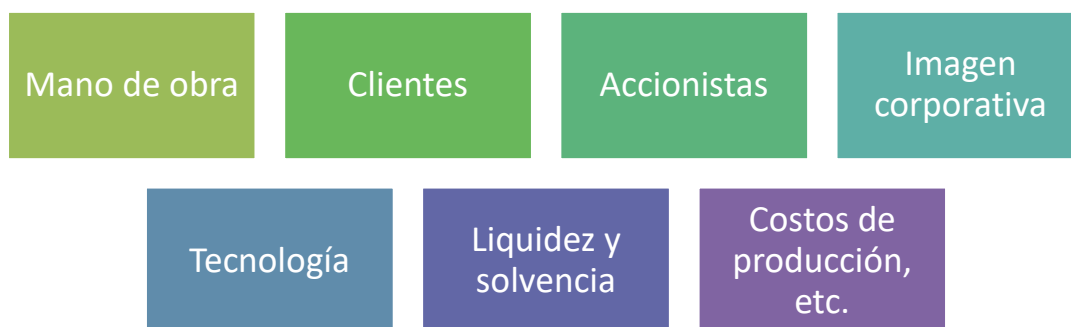 Mano de obra
Clientes
Accionistas
Imagen
corporativa
Tecnología
Liquidez y
solvencia
Costos de
producción,
etc.